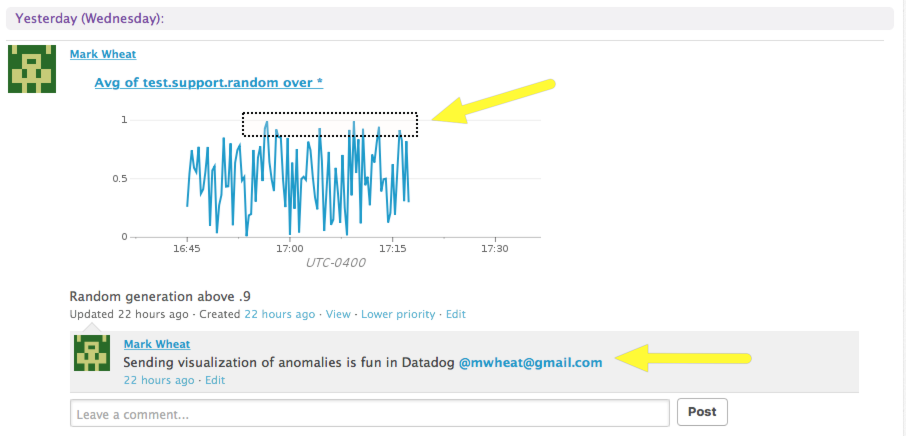 Yesterday (Wednesday):
Mark Wheat
Avg of test.support.random over *
1
0.5
0
16:45 17:00 17:15 17:30
UTC-0400
Random generation above .9
Updated 22 hours ago · Created 22 hours ago · View · Lower priority · Edit
Mark Wheat
Sending visualization of anomalies is fun in Datadog @mwheat@gmail.com
22 hours ago · Edit
Leave a comment...
Post